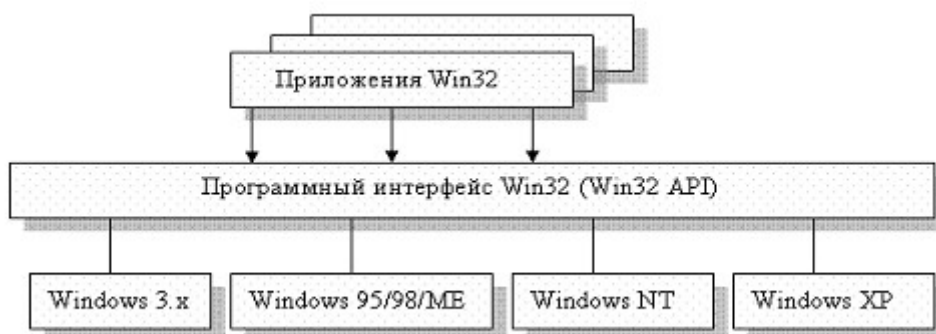 Приложения Win32
Программный интерфейс Win32 (Win32 API)
Windows 3.x
Windows 95/98/ME
Windows NT
Windows XP